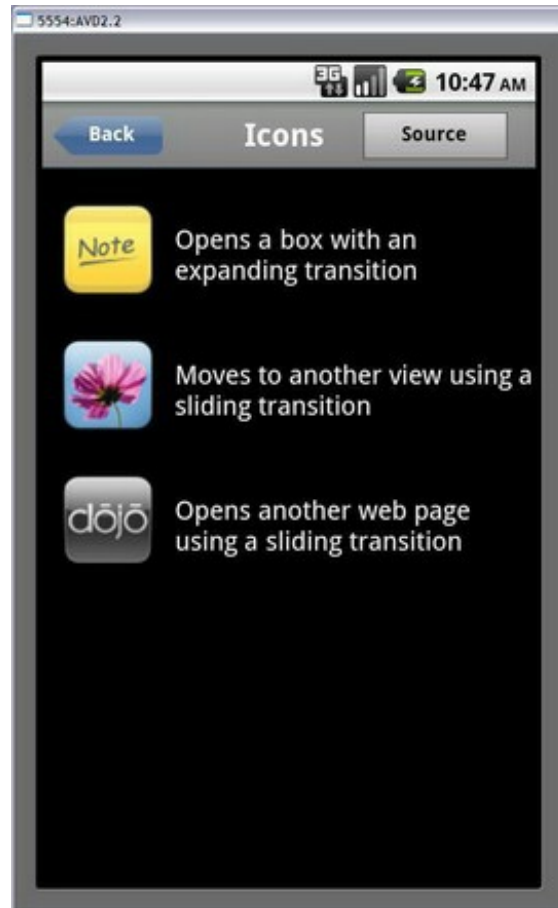 5554:AVD2.2
3G 10:47 AM
Back Icons Source
Note
Opens a box with an
expanding transition
Moves to another view using a
sliding transition
dōjō
Opens another web page
using a sliding transition